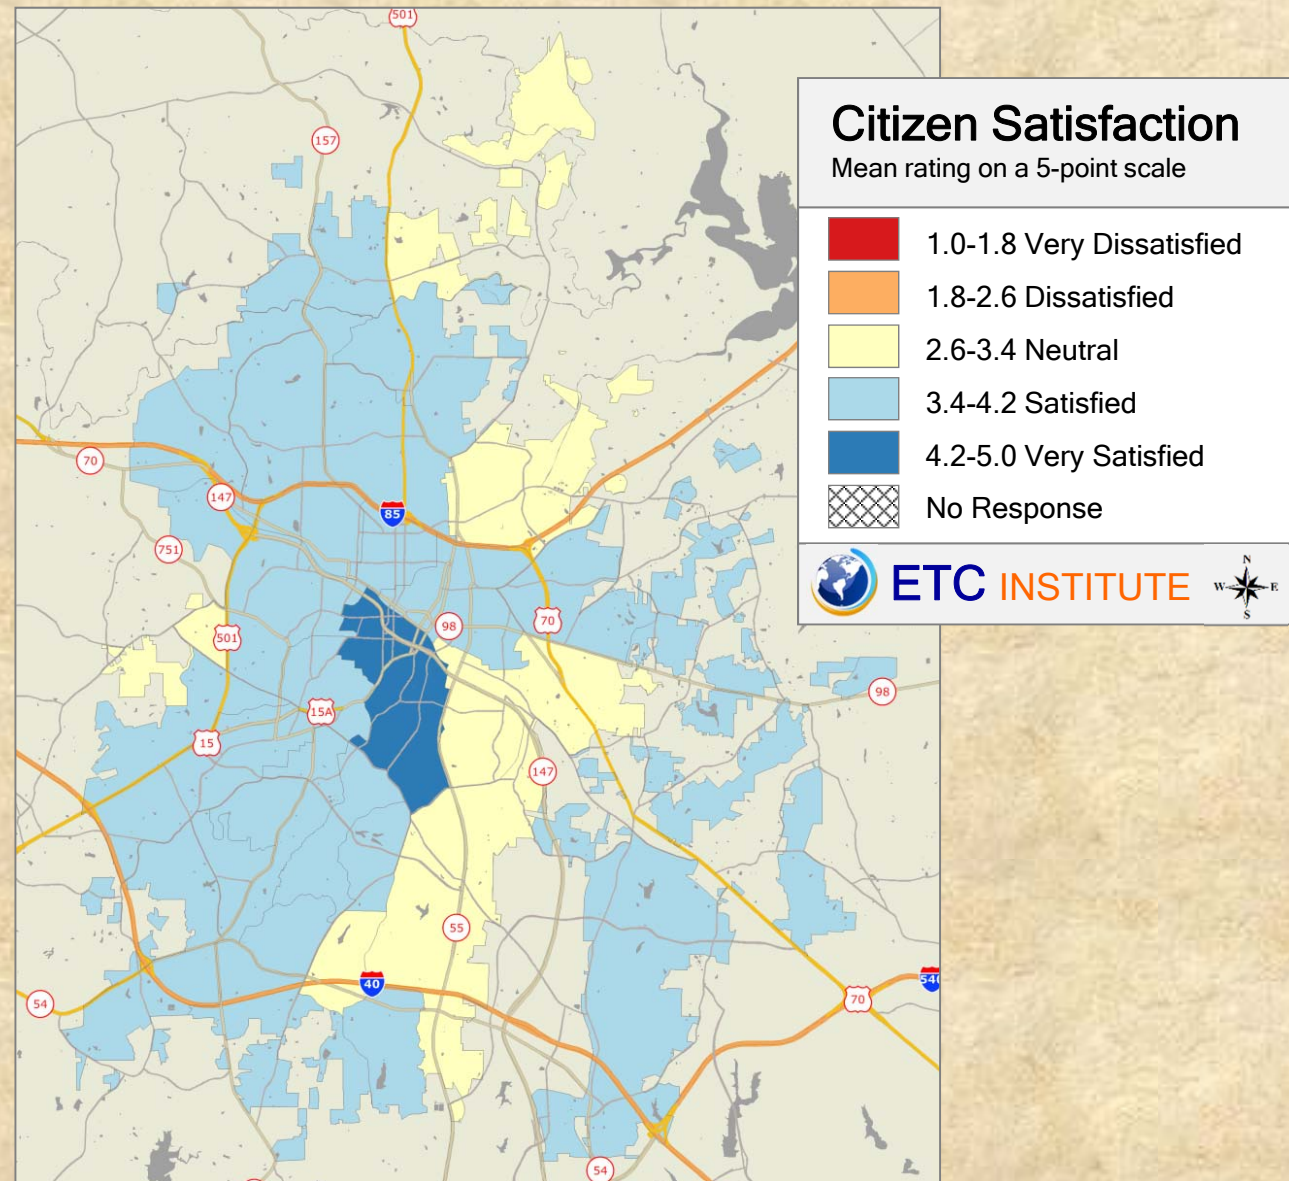 501
157
Citizen Satisfaction
Mean rating on a 5-point scale
1.0-1.8 Very Dissatisfied
1.8-2.6 Dissatisfied
2.6-3.4 Neutral
3.4-4.2 Satisfied
4.2-5.0 Very Satisfied
No Response
ETC INSTITUTE
N
W E
S
70
147
85
751
98
70
501
98
15A
15
147
55
40
540
70
54
54